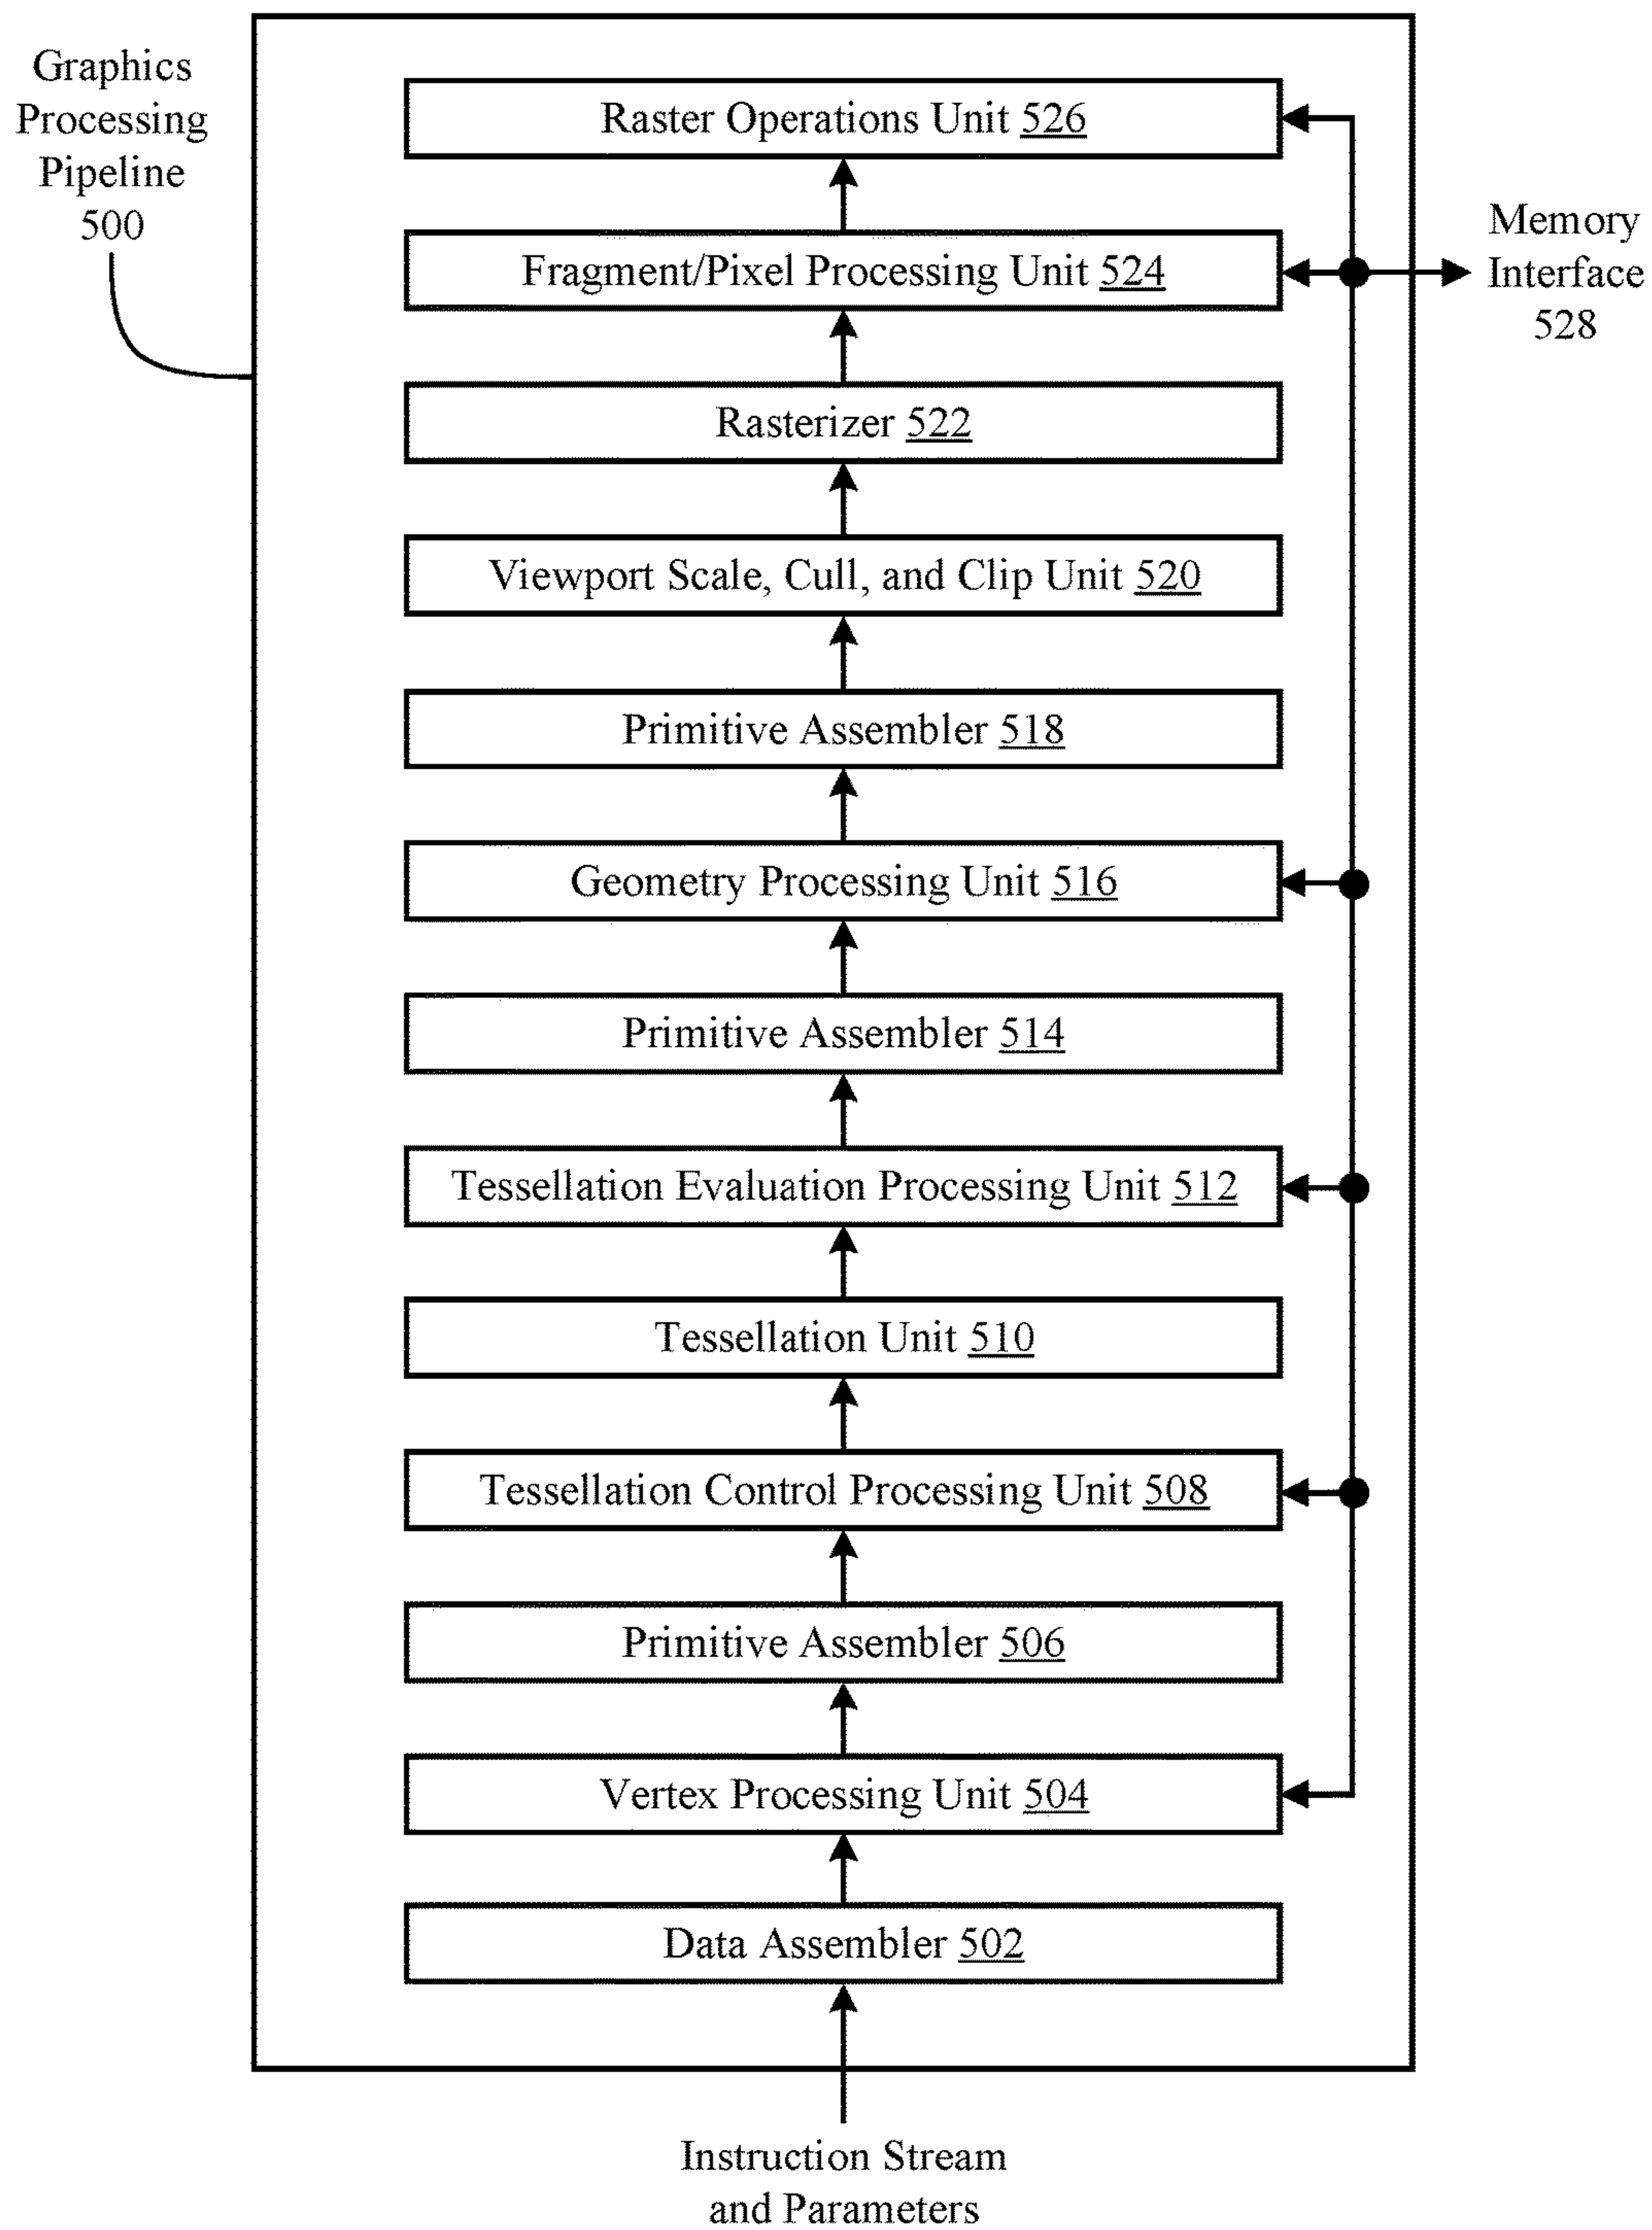 Graphics
Processing
Pipeline
500
Raster Operations Unit 526
Fragment/Pixel Processing Unit 524
Memory
Interface
528
Rasterizer 522
Viewport Scale, Cull, and Clip Unit 520
Primitive Assembler 518
Geometry Processing Unit 516
Primitive Assembler 514
Tessellation Evaluation Processing Unit 512
Tessellation Unit 510
Tessellation Control Processing Unit 508
Primitive Assembler 506
Vertex Processing Unit 504
Data Assembler 502
Instruction Stream
and Parameters